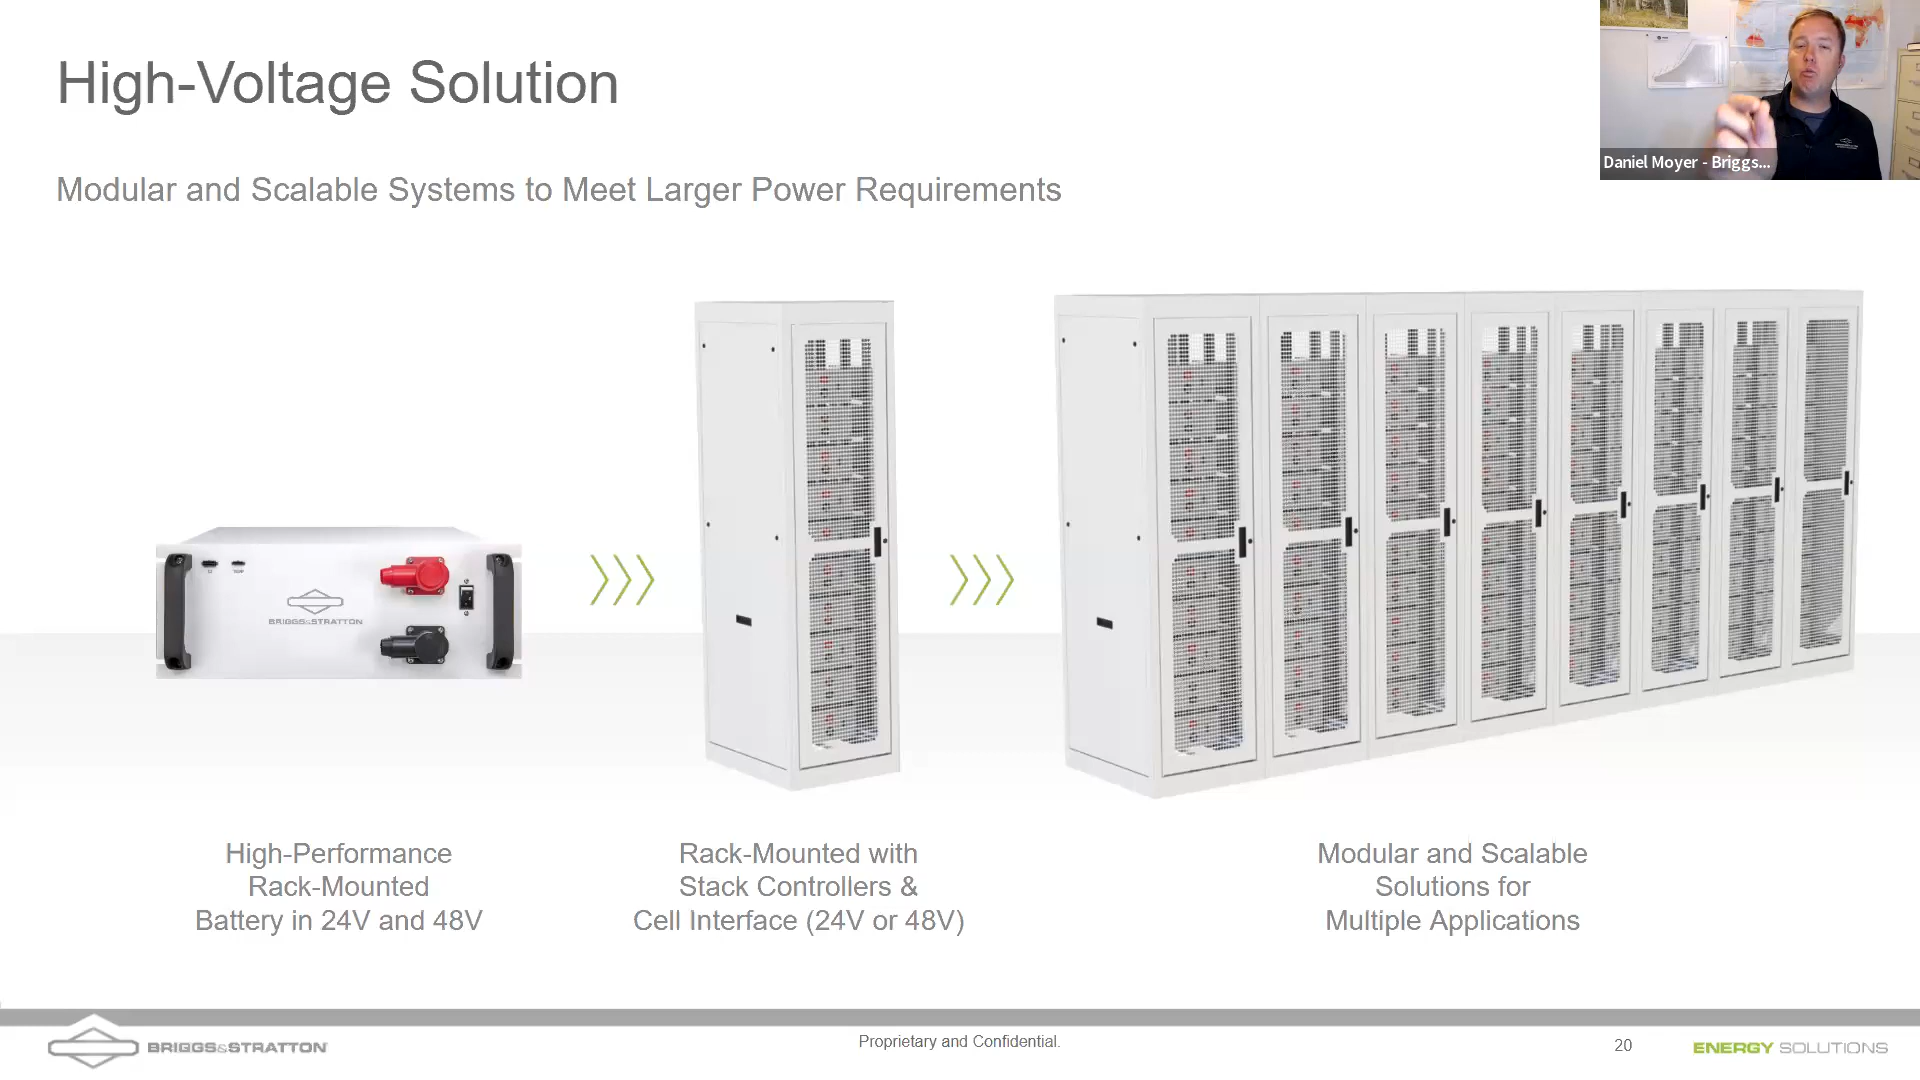 High-Voltage Solution
Modular and Scalable Systems to Meet Larger Power Requirements
Daniel Moyer - Briggs...
BRIGGS&STRATTON
High-Performance
Rack-Mounted
Battery in 24V and 48V
Rack-Mounted with
Stack Controllers &
Cell Interface (24V or 48V)
Modular and Scalable
Solutions for
Multiple Applications
BRIGGS&STRATTON
Proprietary and Confidential.
20
ENERGY SOLUTIONS